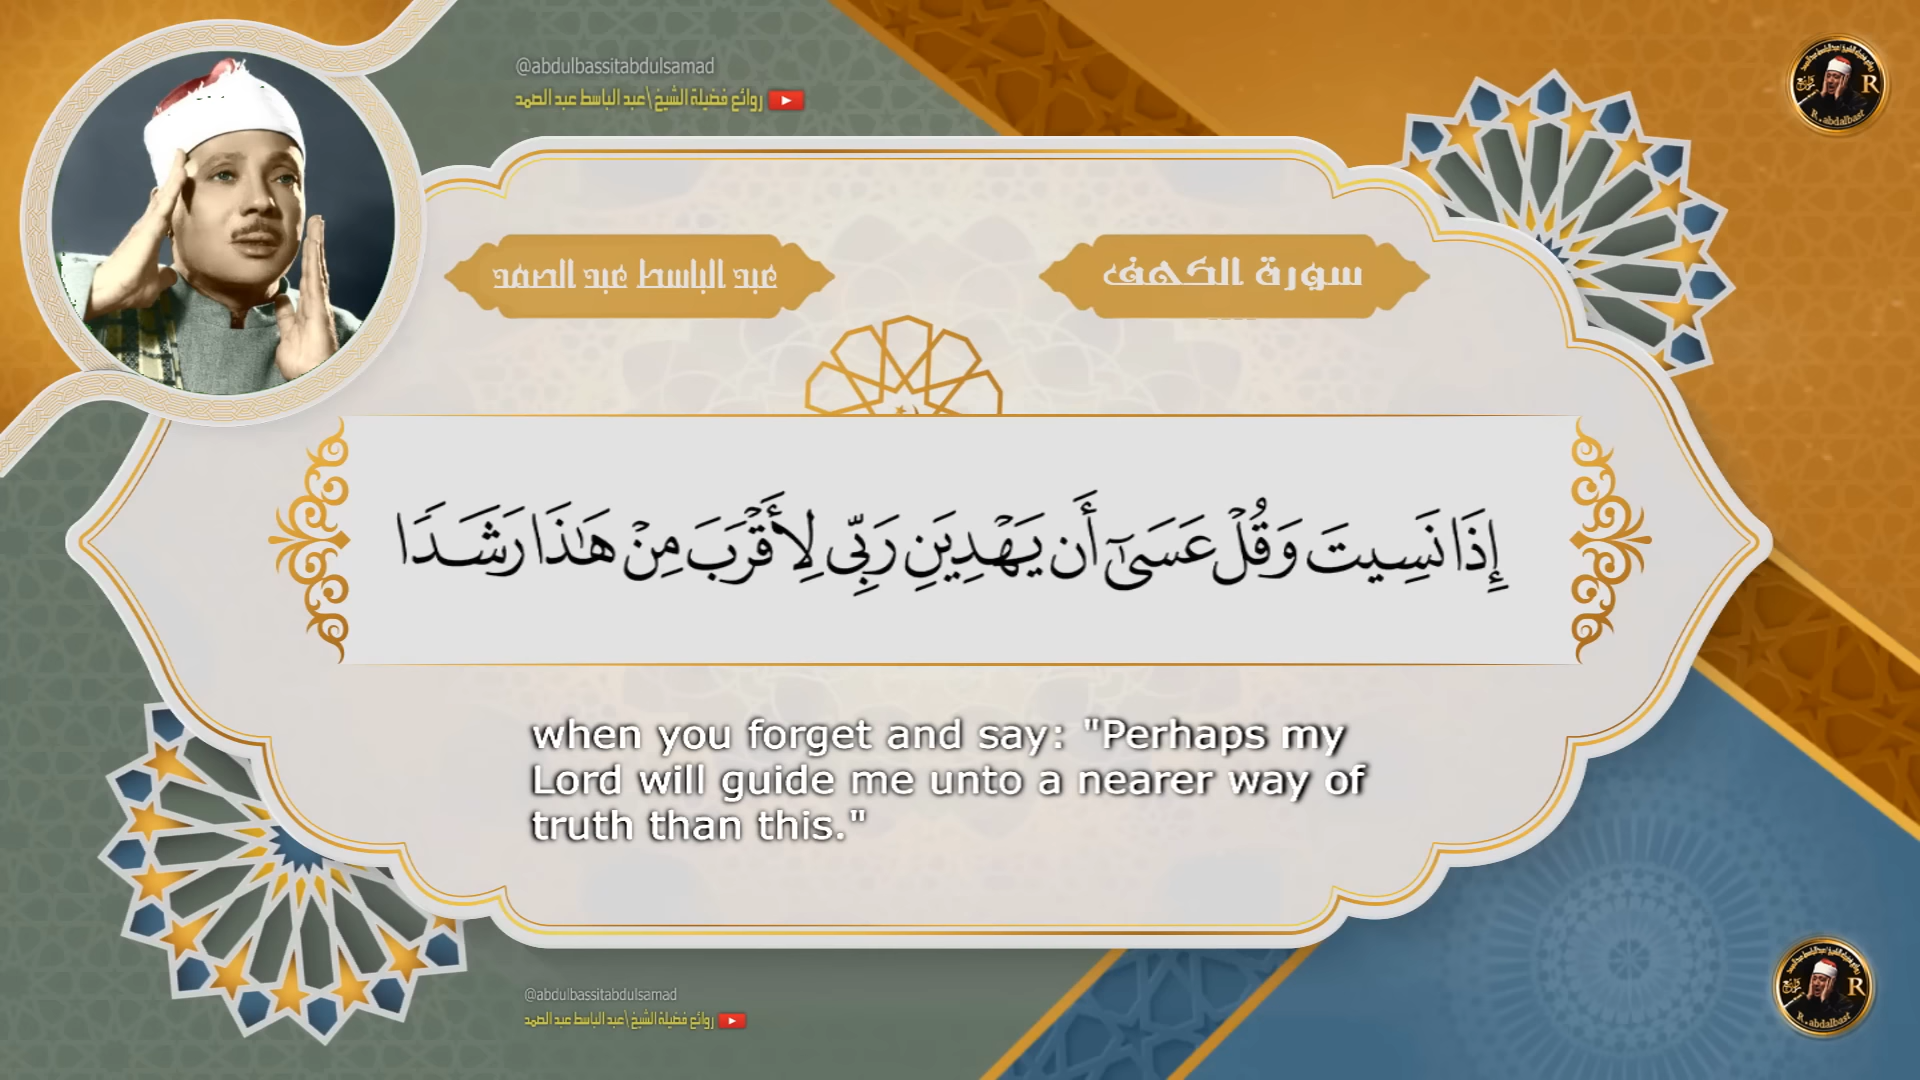 @abdulbassitabdulsamad
روائع فضيلة الشيخ \ عبد الباسط عبد الصمد
R
R.abdalbast
سورة الكهف
عبد الباسط عبد الصمد
إِذَا نَسِيتَ وَقُلْ عَسَىٰٓ أَن يَهْدِيَنِ رَبِّى لِأَقْرَبَ مِنْ هَٰذَا رَشَدًا
when you forget and say: "Perhaps my
Lord will guide me unto a nearer way of
truth than this."
@abdulbassitabdulsamad
روائع فضيلة الشيخ \ عبد الباسط عبد الصمد
R
R.abdalbast